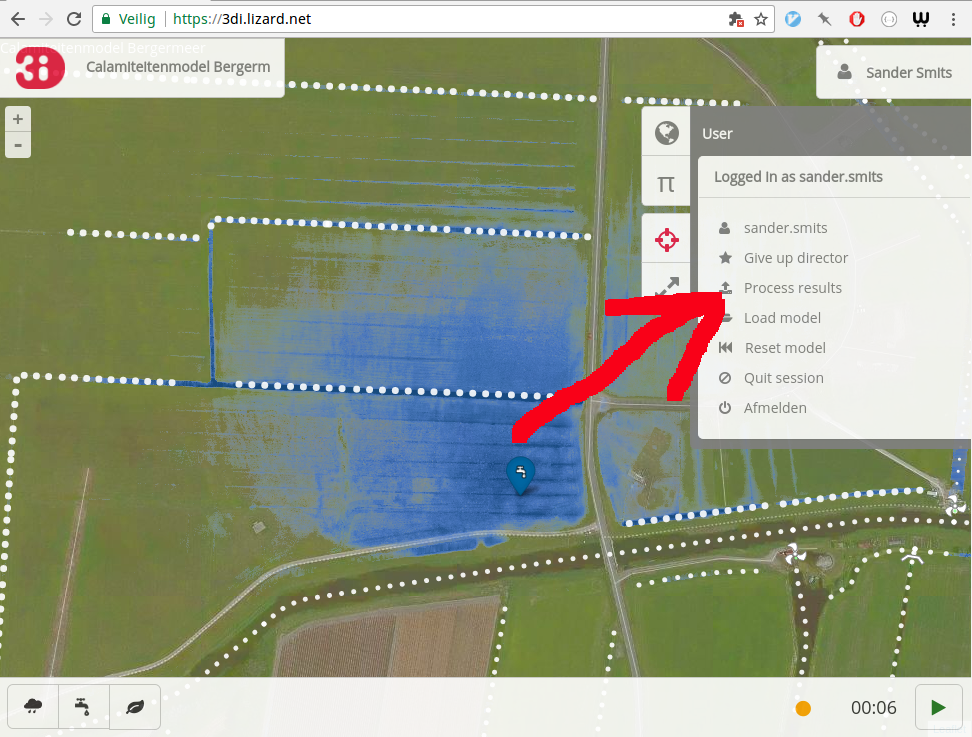 Veilig
https://3di.lizard.net
Calamiteitenmodel Bergermeer
3i
Calamiteitenmodel Bergerm
Sander Smits
+
-
User
π
Logged in as sander.smits
sander.smits
Give up director
Process results
Load model
Reset model
Quit session
Afmelden
00:06